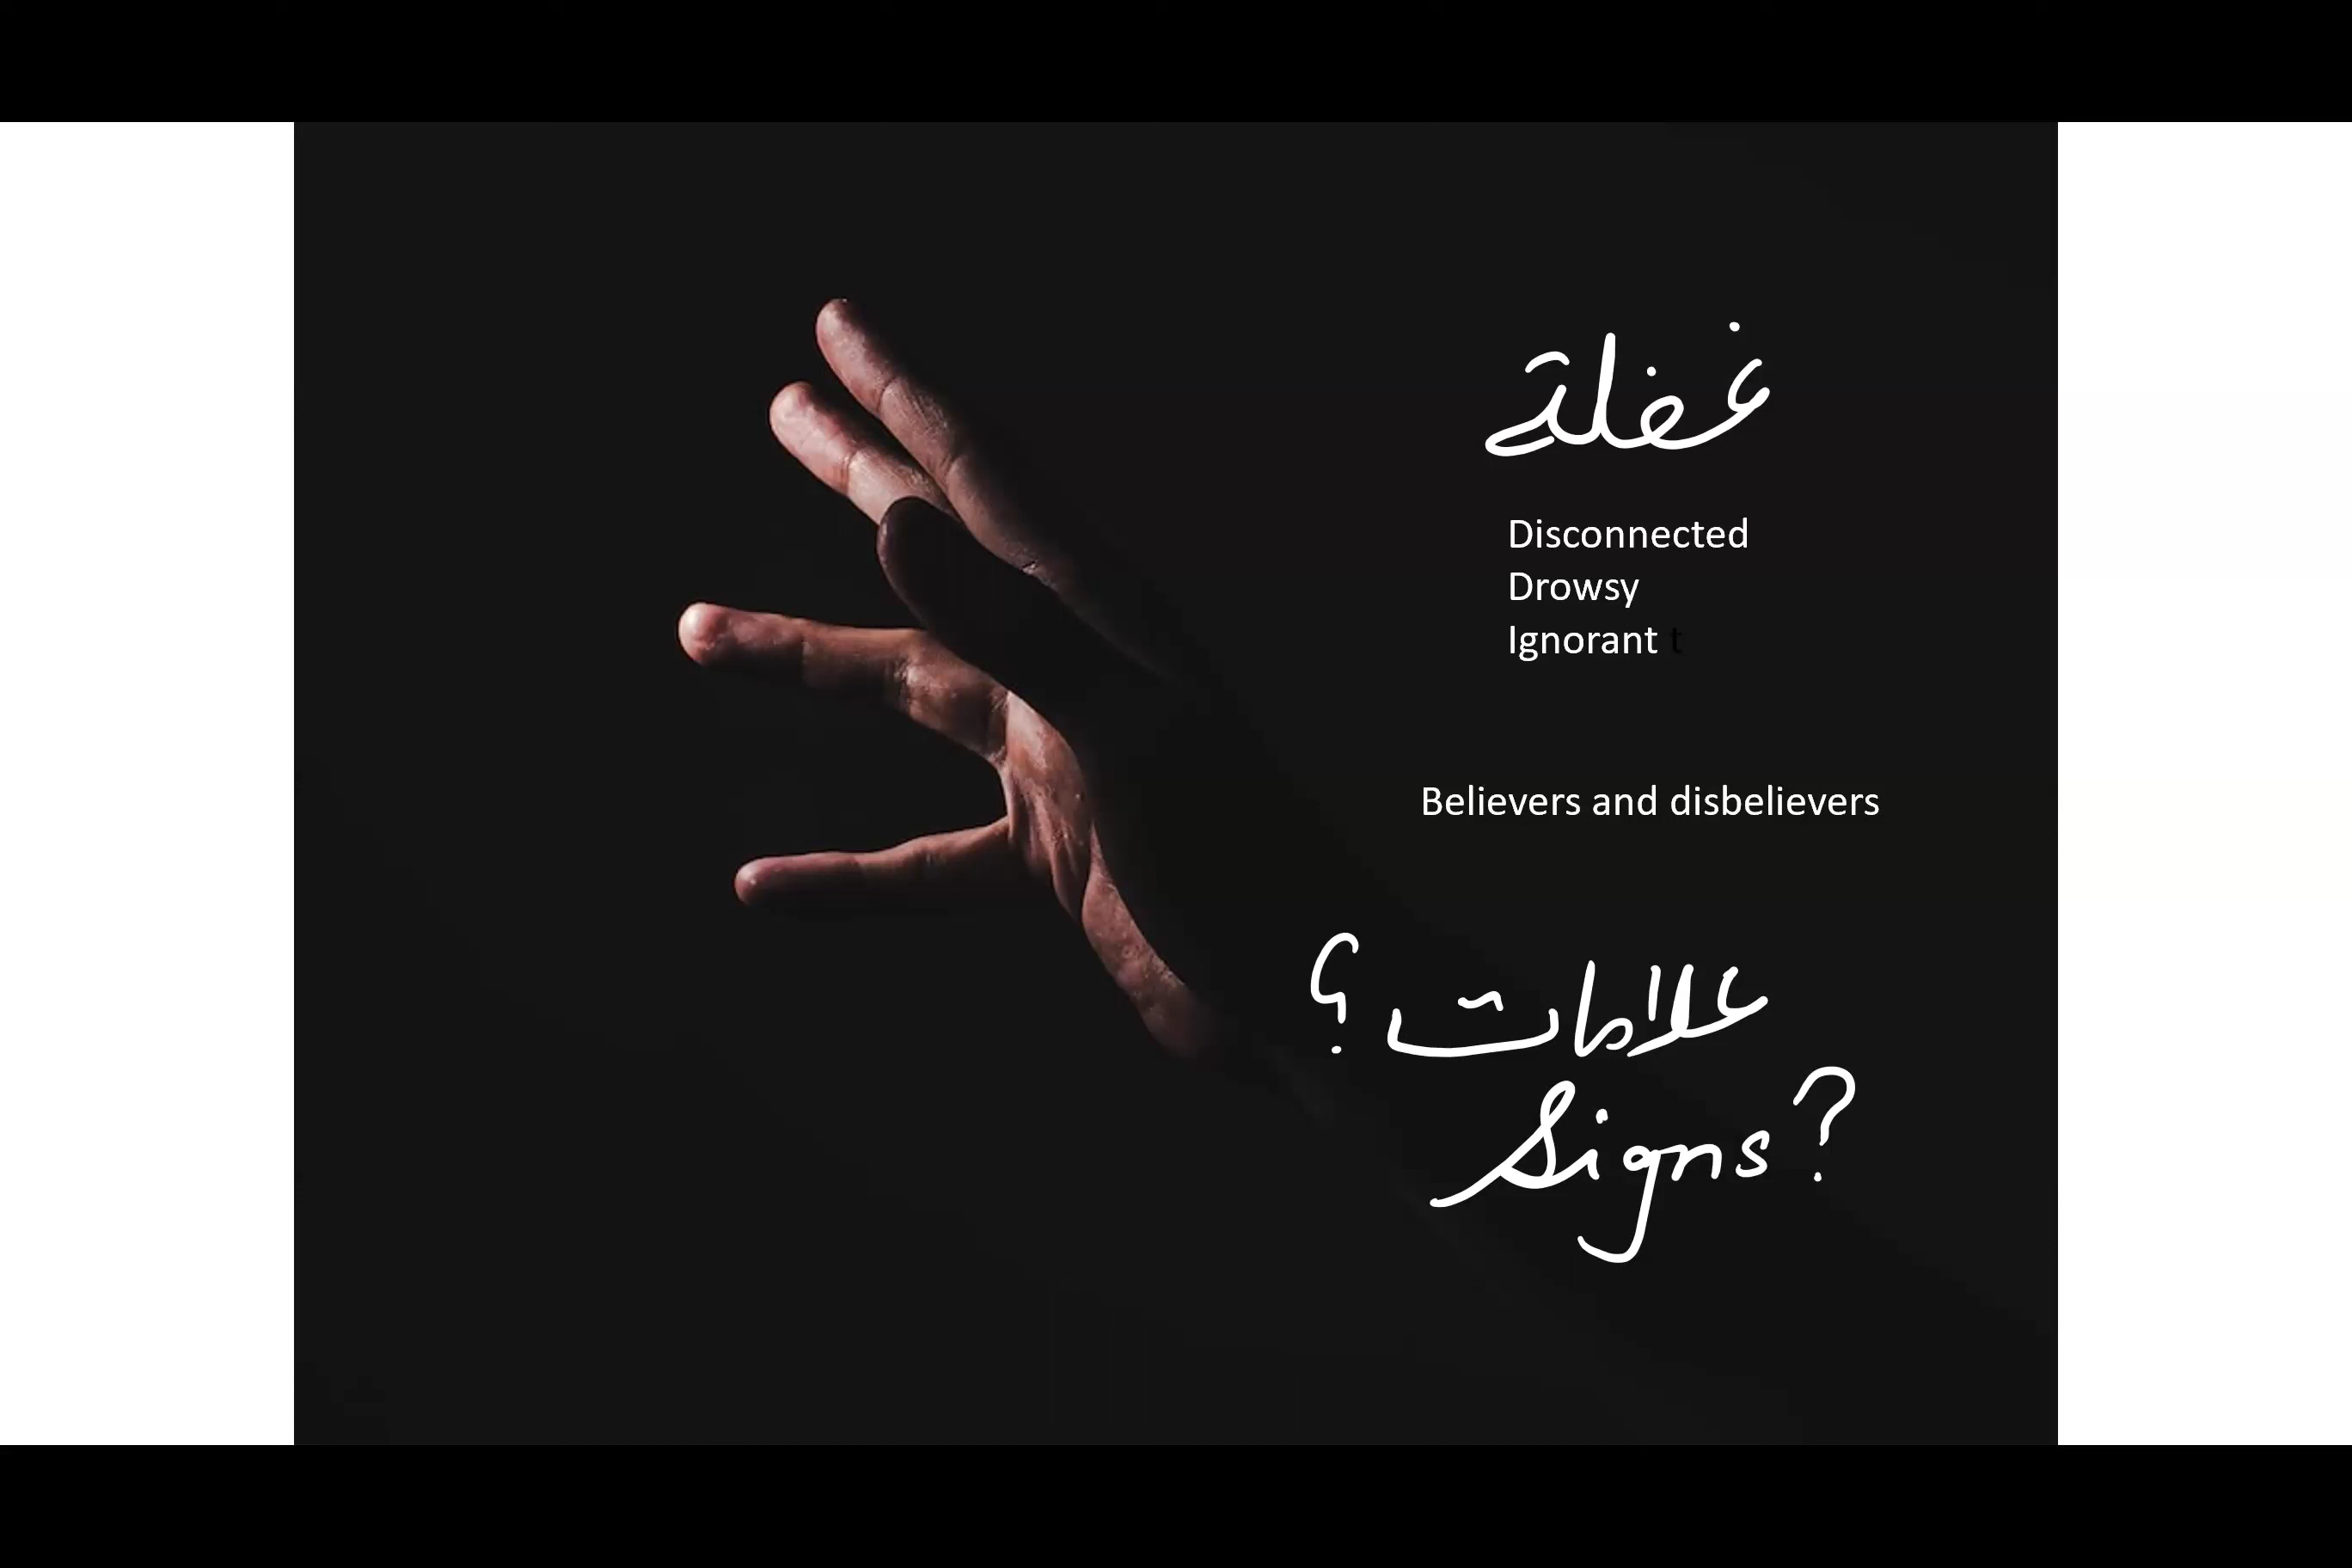 غفلة
Disconnected
Drowsy
Ignorant t
Believers and disbelievers
علامات؟
Signs?